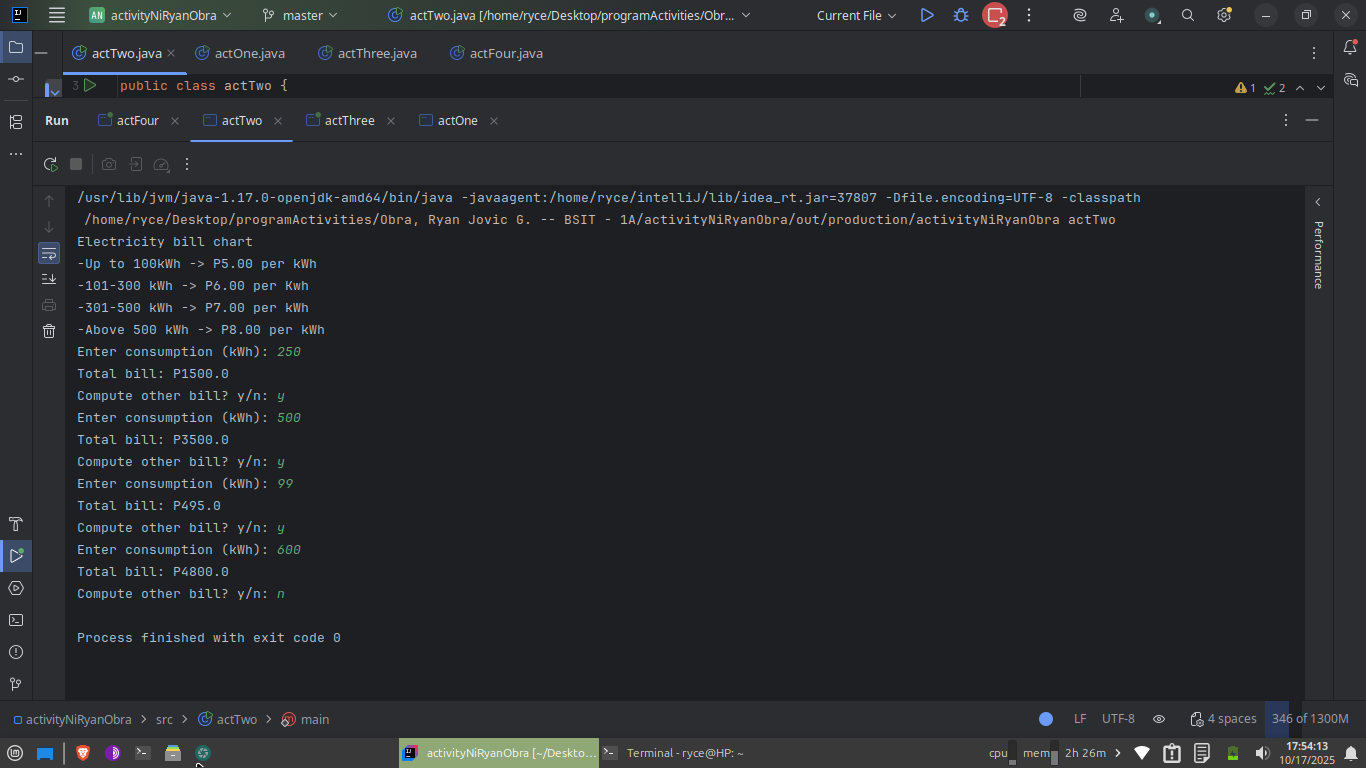 IJ AN activityNiRyanObra master actTwo.java [/home/ryce/Desktop/programActivities/Obr... Current File 2
actTwo.java actOne.java actThree.java actFour.java
3 public class actTwo { 1 2
Run actFour actTwo actThree actOne
/usr/lib/jvm/java-1.17.0-openjdk-amd64/bin/java -javaagent:/home/ryce/intelliJ/lib/idea_rt.jar=37807 -Dfile.encoding=UTF-8 -classpath
/home/ryce/Desktop/programActivities/Obra, Ryan Jovic G. -- BSIT - 1A/activityNiRyanObra/out/production/activityNiRyanObra actTwo
Electricity bill chart
-Up to 100kWh -> P5.00 per kWh
-101-300 kWh -> P6.00 per Kwh
-301-500 kWh -> P7.00 per kWh
-Above 500 kWh -> P8.00 per kWh
Enter consumption (kWh): 250
Total bill: P1500.0
Compute other bill? y/n: y
Enter consumption (kWh): 500
Total bill: P3500.0
Compute other bill? y/n: y
Enter consumption (kWh): 99
Total bill: P495.0
Compute other bill? y/n: y
Enter consumption (kWh): 600
Total bill: P4800.0
Compute other bill? y/n: n
Process finished with exit code 0
Performance
activityNiRyanObra > src > actTwo > main LF UTF-8 4 spaces 346 of 1300M
activityNiRyanObra [~/Deskto... Terminal - ryce@HP: ~ cpu mem 2h 26m 17:54:13
10/17/2025